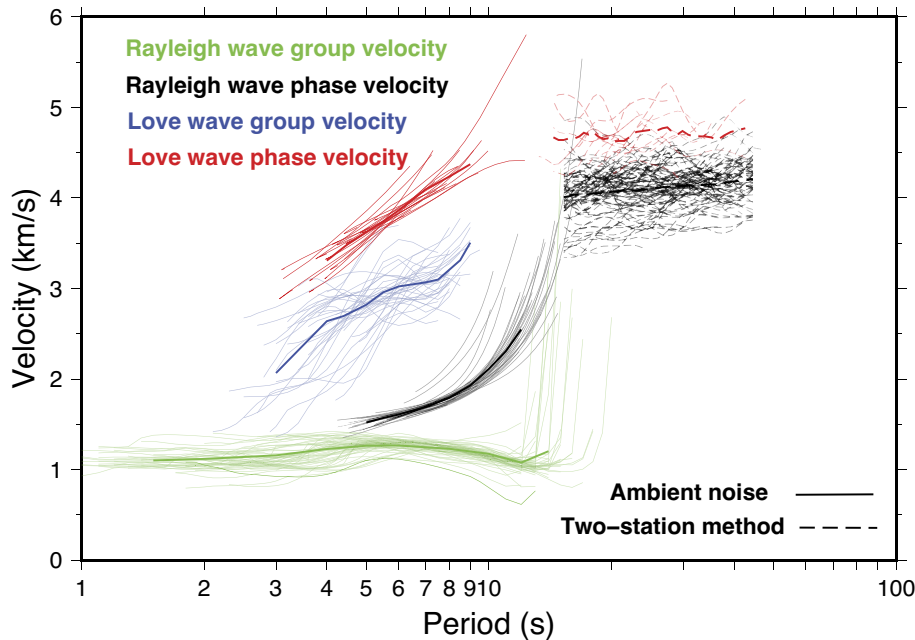 6
5
4
3
2
1
0
Velocity (km/s)
Rayleigh wave group velocity
Rayleigh wave phase velocity
Love wave group velocity
Love wave phase velocity
Ambient noise
Two−station method
1 2 3 4 5 6 7 8 9 10 100
Period (s)